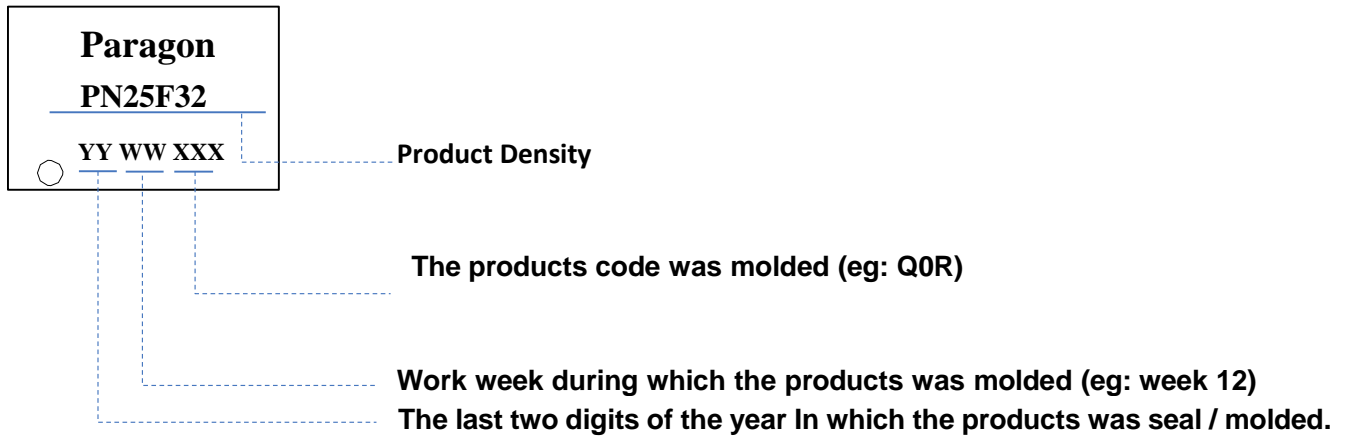 Paragon
PN25F32
YY WW XXX
Product Density
The products code was molded (eg: Q0R)
Work week during which the products was molded (eg: week 12)
The last two digits of the year In which the products was seal / molded.